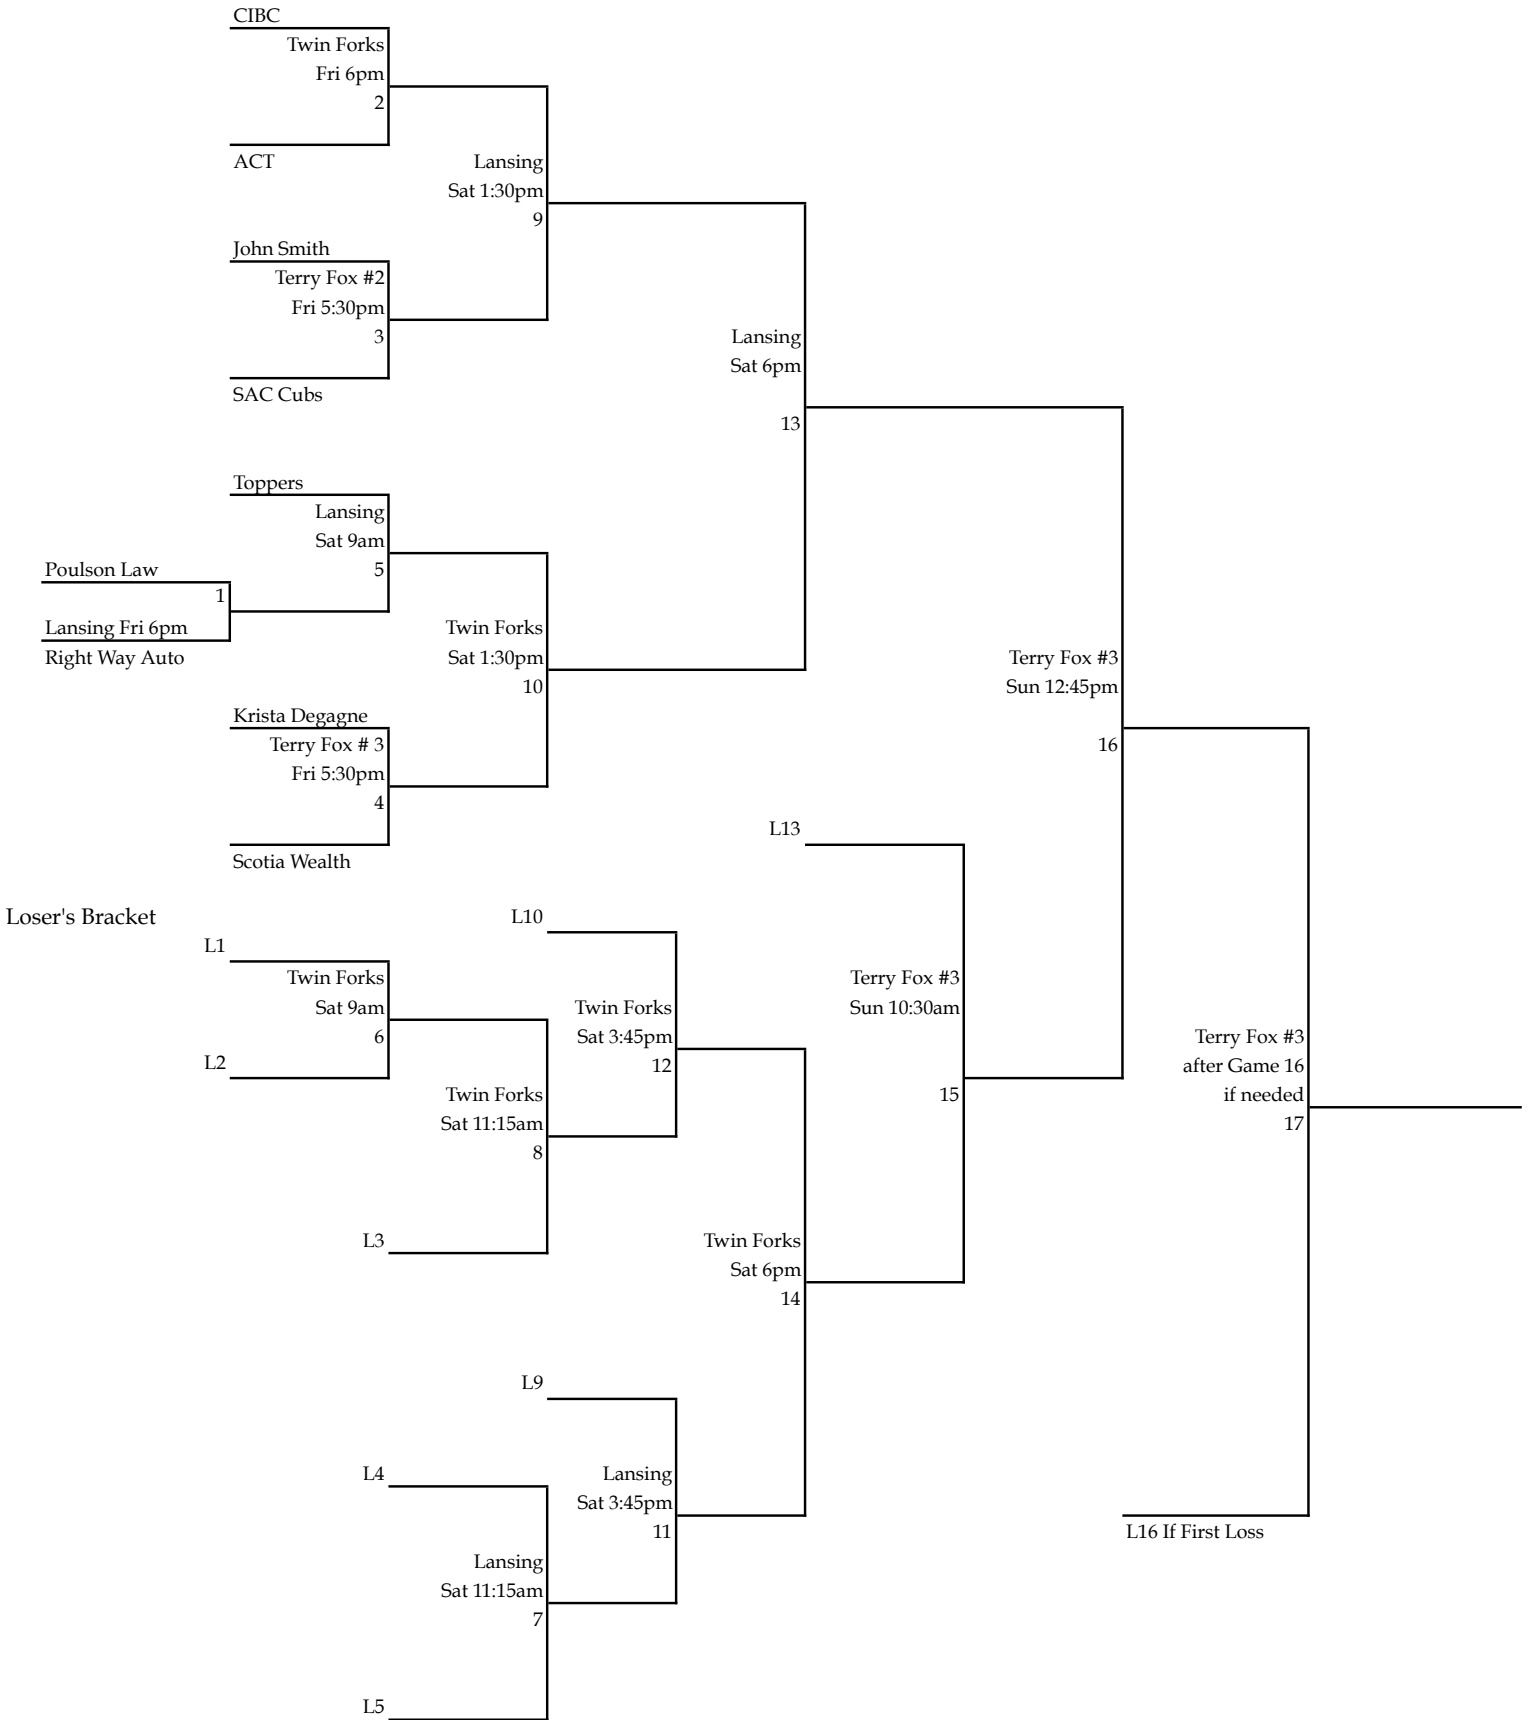 CIBC
Twin Forks
Fri 6pm
2
ACT
Lansing
Sat 1:30pm
9
John Smith
Terry Fox #2
Fri 5:30pm
3
SAC Cubs
Lansing
Sat 6pm
13
Toppers
Lansing
Sat 9am
5
Poulson Law
1
Lansing Fri 6pm
Right Way Auto
Twin Forks
Sat 1:30pm
10
Terry Fox #3
Sun 12:45pm
16
Krista Degagne
Terry Fox # 3
Fri 5:30pm
4
Scotia Wealth
L13
Loser's Bracket
L10
L1
Twin Forks
Sat 9am
6
L2
Twin Forks
Sat 3:45pm
12
Terry Fox #3
Sun 10:30am
15
Terry Fox #3
after Game 16
if needed
17
Twin Forks
Sat 11:15am
8
L3
Twin Forks
Sat 6pm
14
L9
L4
Lansing
Sat 3:45pm
11
L16 If First Loss
Lansing
Sat 11:15am
7
L5